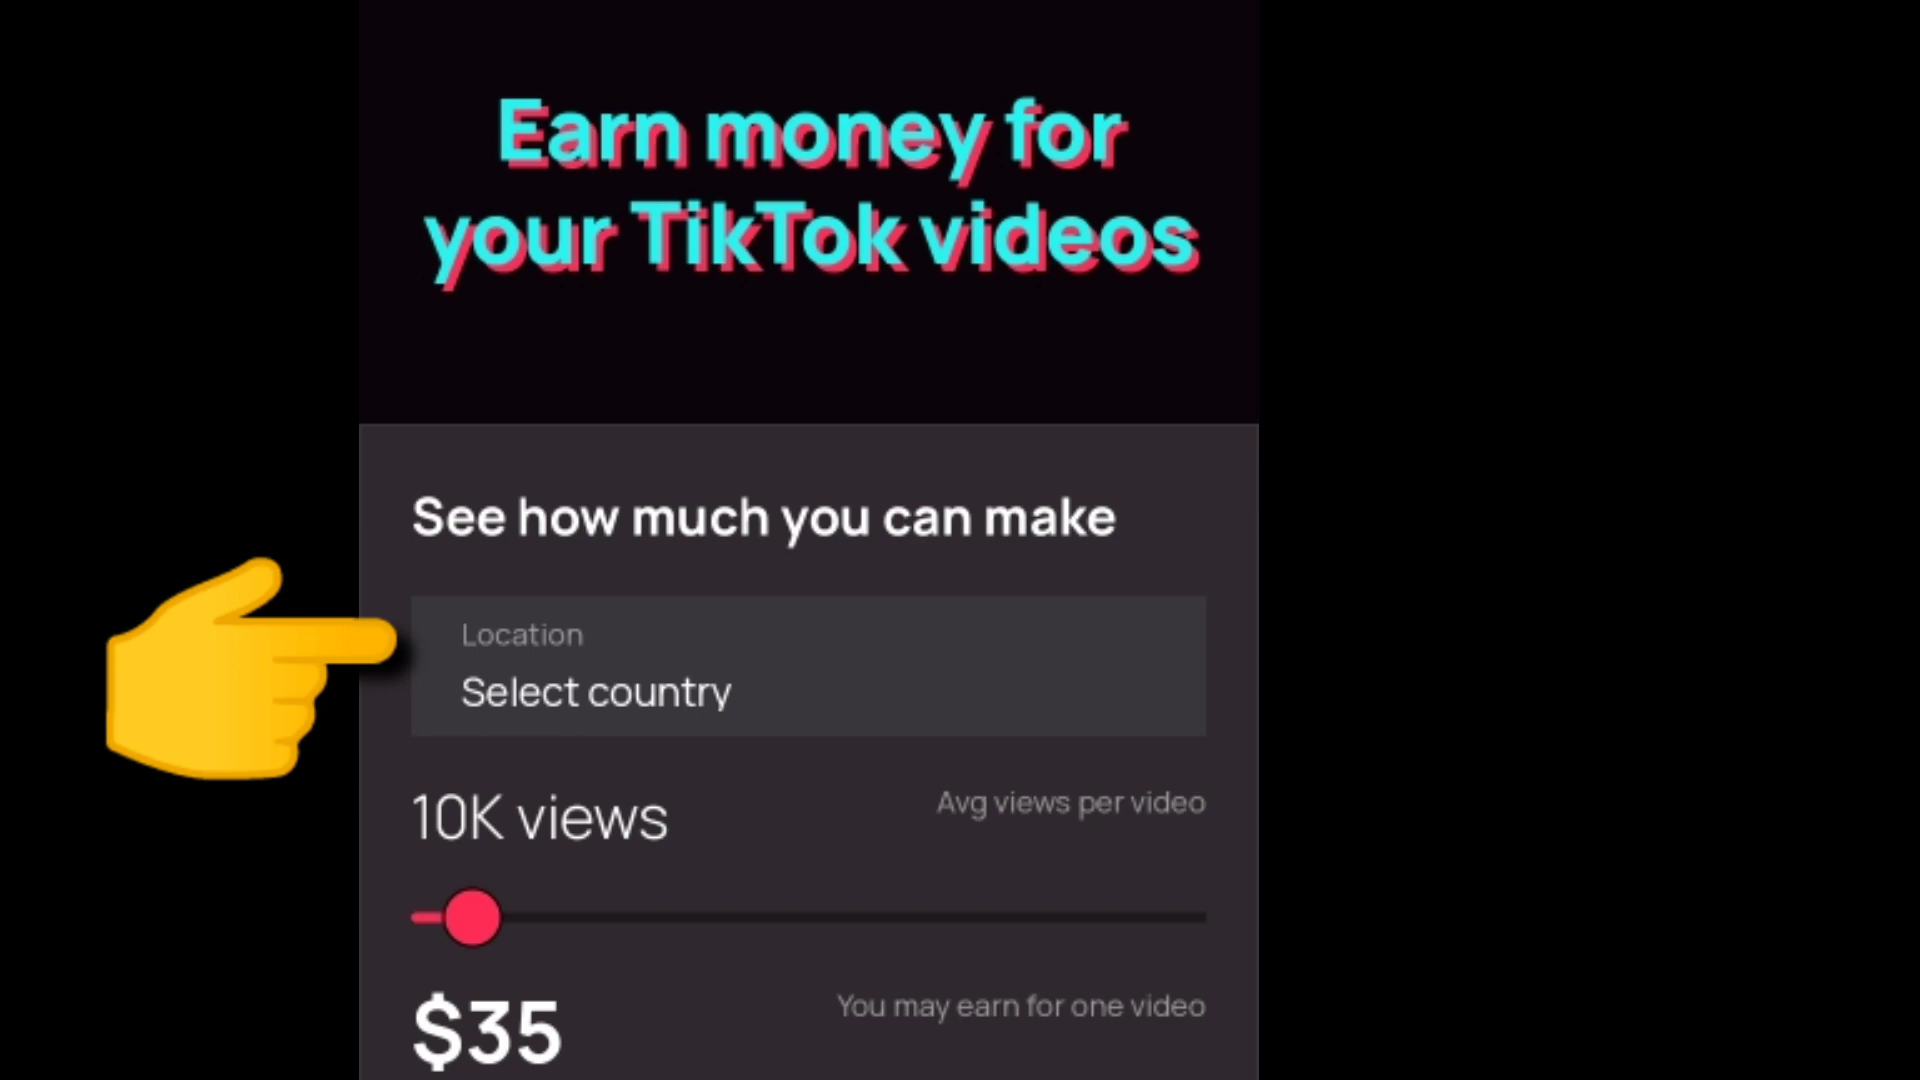 Earn money for
your TikTok videos
See how much you can make
Location
Select country
10K views
Avg views per video
$35
You may earn for one video